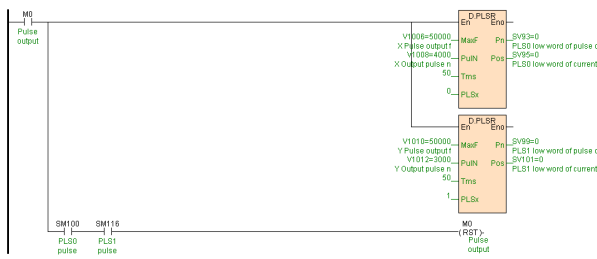 M0
Pulse
output
D.PLSR
En Eno
V1006=50000 MaxF Pn SV93=0
X Pulse output f PLS0 low word of pulse
V1008=4000 PulN Pos SV95=0
X Output pulse n PLS0 low word of current
50 Tms
0 PLSx
D.PLSR
En Eno
V1010=50000 MaxF Pn SV99=0
Y Pulse output f PLS1 low word of pulse
V1012=3000 PulN Pos SV101=0
Y Output pulse n PLS1 low word of current
50 Tms
1 PLSx
SM100 SM116 M0
(RST)
PLS0 PLS1 Pulse
pulse pulse output